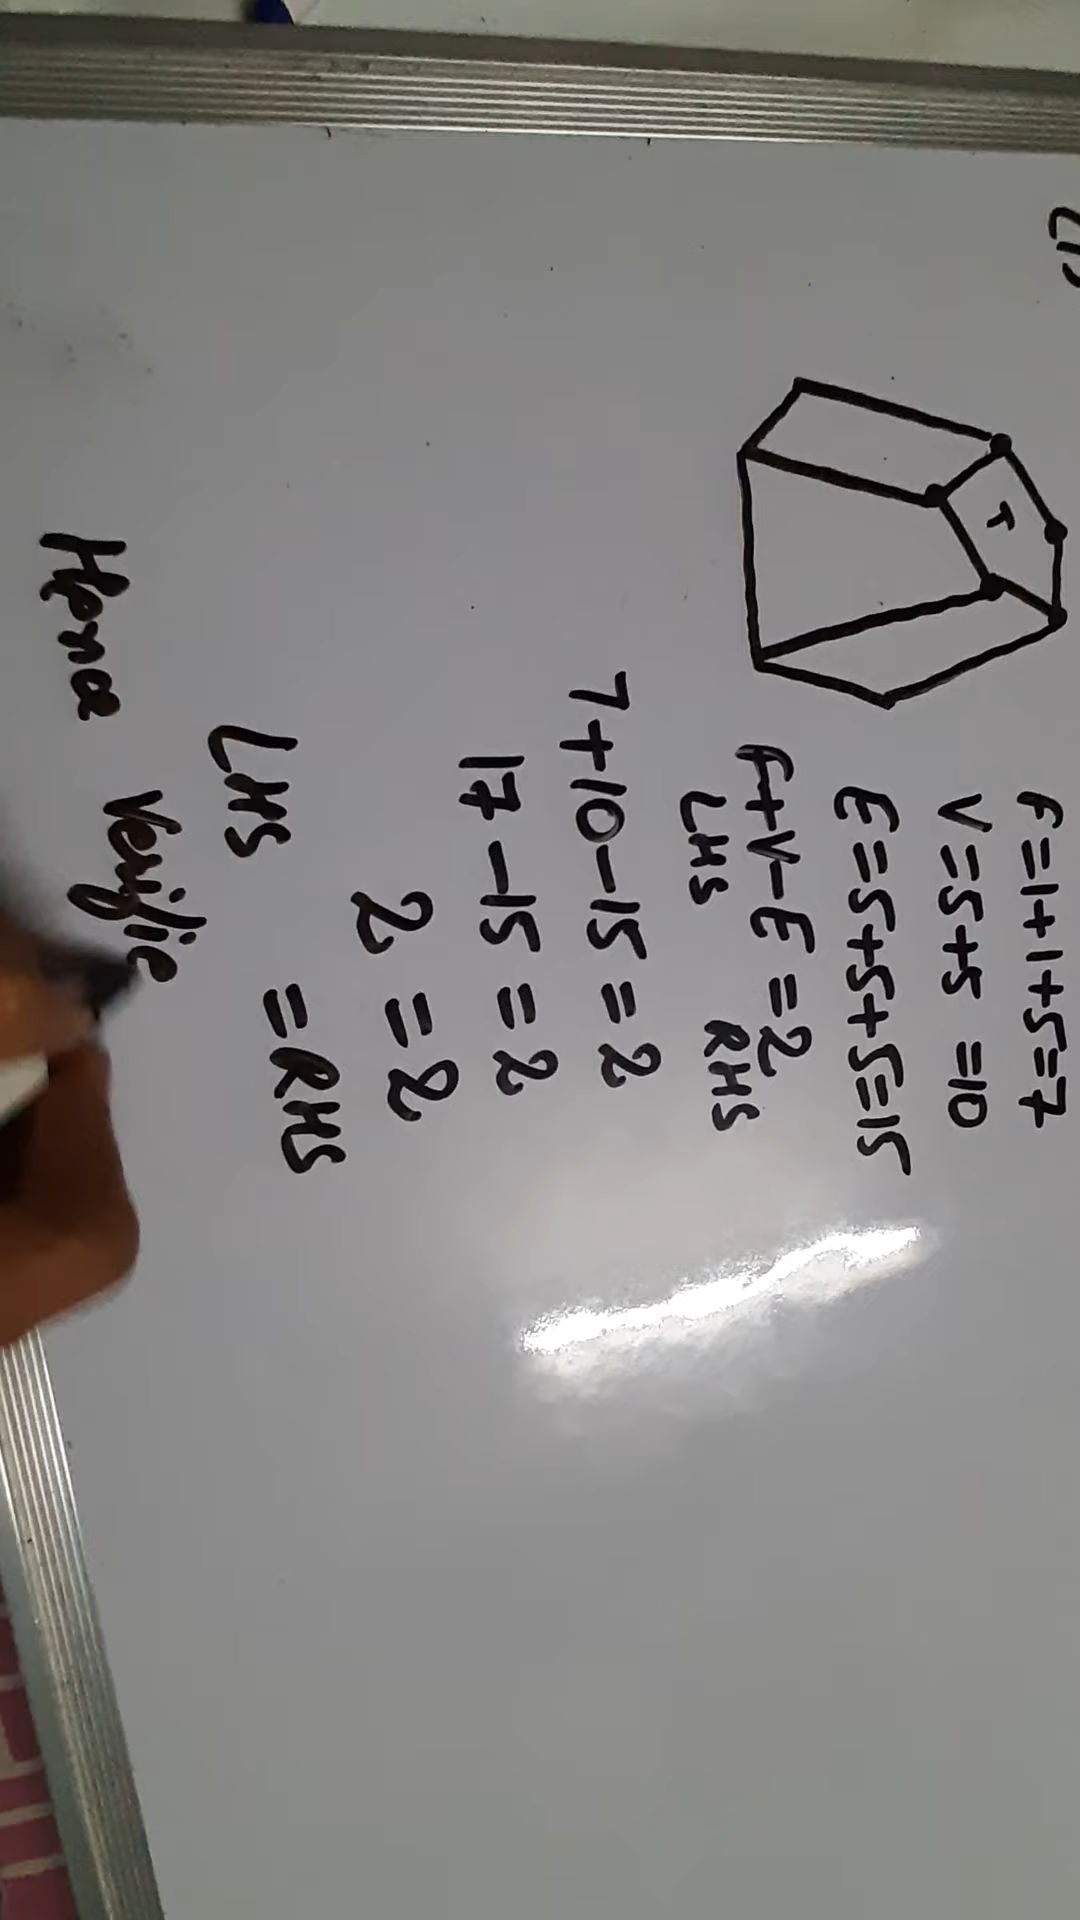 T
F=1+1+5=7
V=5+5=10
E=5+5+5=15
F+V-E=2
LHS RHS
7+10-15=2
17-15=2
2=2
LHS =RHS
Hence Verifie